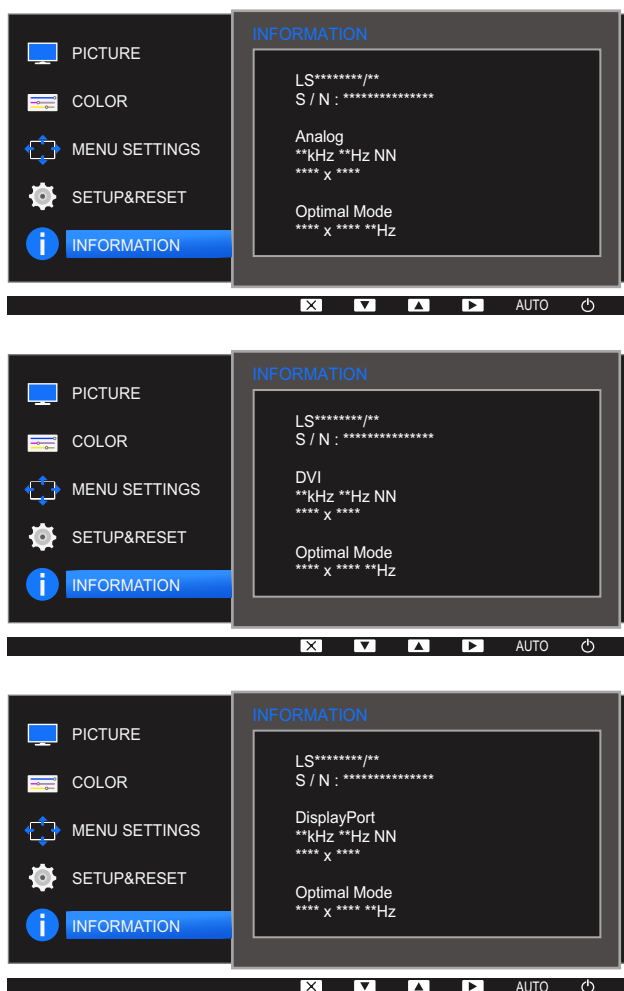 PICTURE
COLOR
MENU SETTINGS
SETUP&RESET
INFORMATION
INFORMATION
LS********/**
S / N : ***************
Analog
**kHz **Hz NN
**** x ****
Optimal Mode
**** x **** **Hz
AUTO
PICTURE
COLOR
MENU SETTINGS
SETUP&RESET
INFORMATION
INFORMATION
LS********/**
S / N : ***************
DVI
**kHz **Hz NN
**** x ****
Optimal Mode
**** x **** **Hz
AUTO
PICTURE
COLOR
MENU SETTINGS
SETUP&RESET
INFORMATION
INFORMATION
LS********/**
S / N : ***************
DisplayPort
**kHz **Hz NN
**** x ****
Optimal Mode
**** x **** **Hz
AUTO